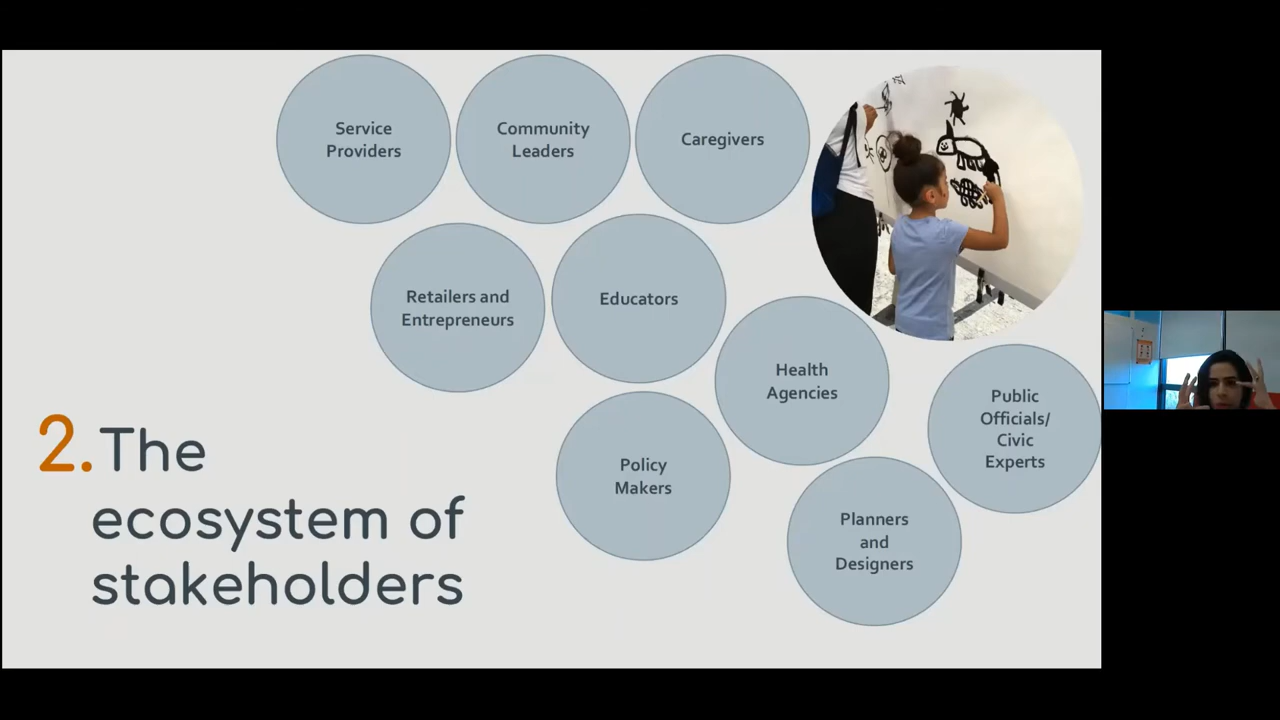 Service
Providers
Community
Leaders
Caregivers
Retailers and
Entrepreneurs
Educators
Health
Agencies
Public
Officials/
Civic
Experts
Policy
Makers
Planners
and
Designers
2. The
ecosystem of
stakeholders